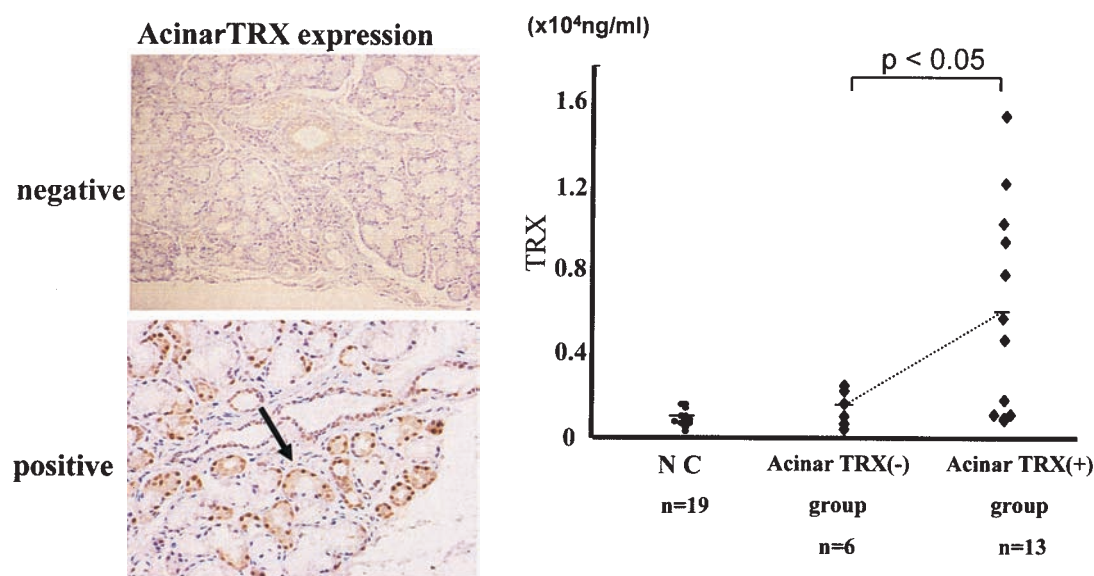 AcinarTRX expression
negative
positive
(x10⁴ng/ml)
p < 0.05
TRX
1.6
1.2
0.8
0.4
0
N C
n=19
Acinar TRX(-)
group
n=6
Acinar TRX(+)
group
n=13